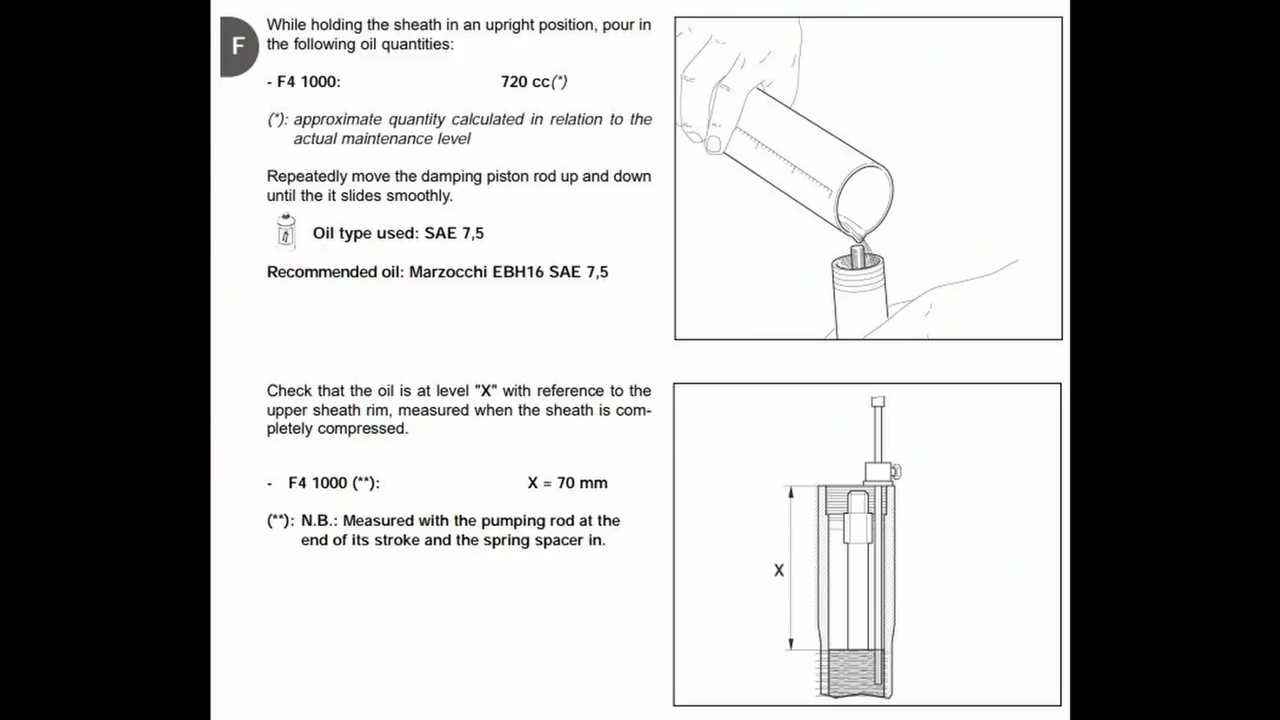 F
While holding the sheath in an upright position, pour in
the following oil quantities:
- F4 1000: 720 cc(*)
(*): approximate quantity calculated in relation to the
actual maintenance level
Repeatedly move the damping piston rod up and down
until the it slides smoothly.
Oil type used: SAE 7,5
Recommended oil: Marzocchi EBH16 SAE 7,5
Check that the oil is at level "X" with reference to the
upper sheath rim, measured when the sheath is com-
pletely compressed.
- F4 1000 (**): X = 70 mm
(**): N.B.: Measured with the pumping rod at the
end of its stroke and the spring spacer in.
X